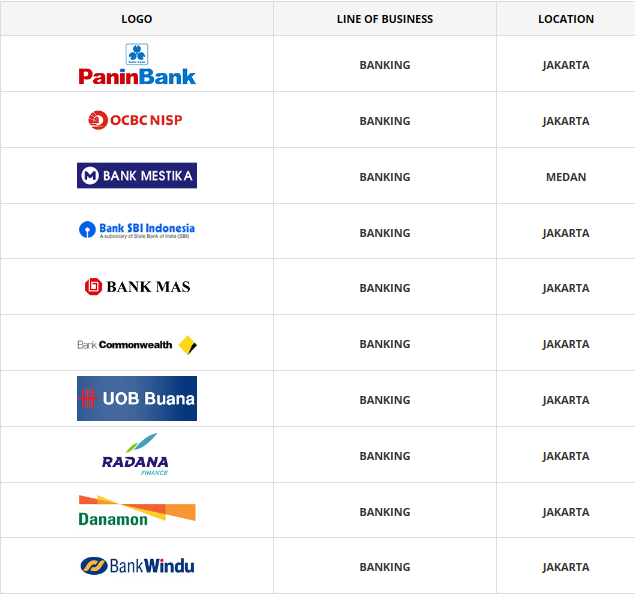 LOGO LINE OF BUSINESS LOCATION
PANIN BANK
PaninBank BANKING JAKARTA
OCBC NISP BANKING JAKARTA
M BANK MESTIKA BANKING MEDAN
Bank SBI Indonesia
A subsidiary of State Bank of India (SBI) BANKING JAKARTA
BANK MAS BANKING JAKARTA
Bank Commonwealth BANKING JAKARTA
UOB Buana BANKING JAKARTA
RADANA
FINANCE BANKING JAKARTA
Danamon BANKING JAKARTA
BankWindu BANKING JAKARTA